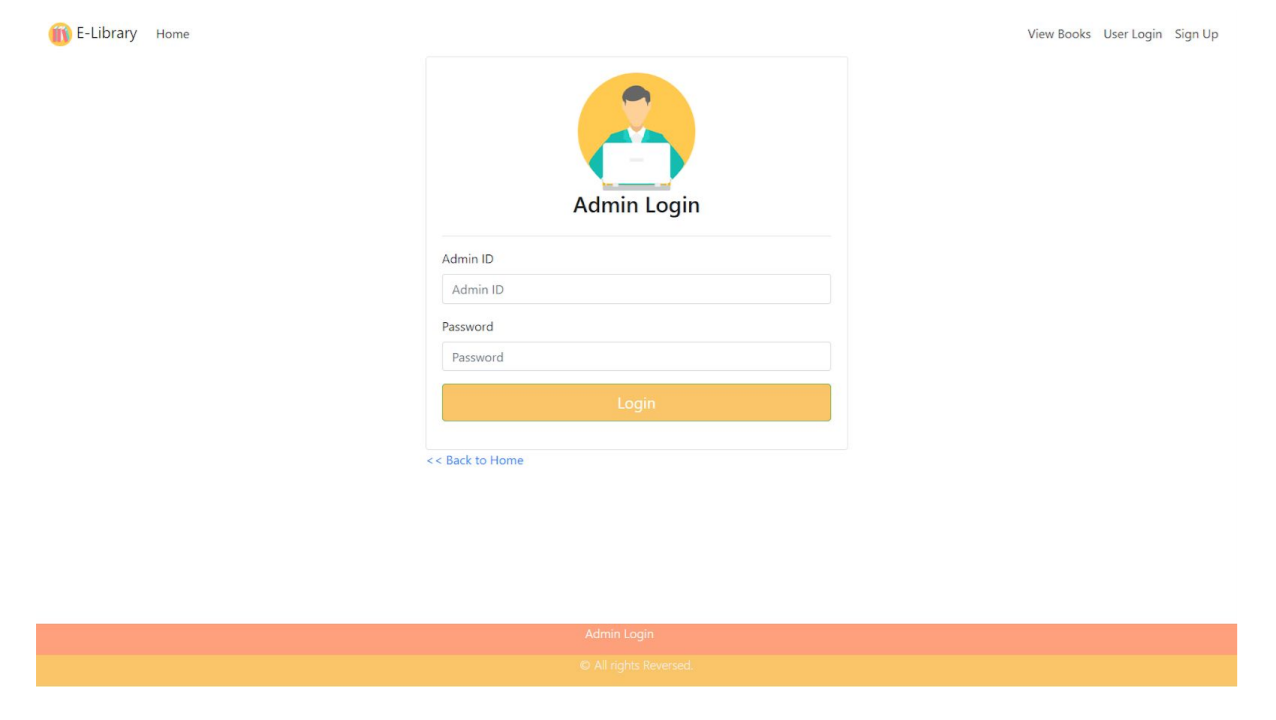 E-Library Home View Books User Login Sign Up
Admin Login
Admin ID
Admin ID
Password
Password
Login
<< Back to Home
Admin Login
© All rights Reversed.